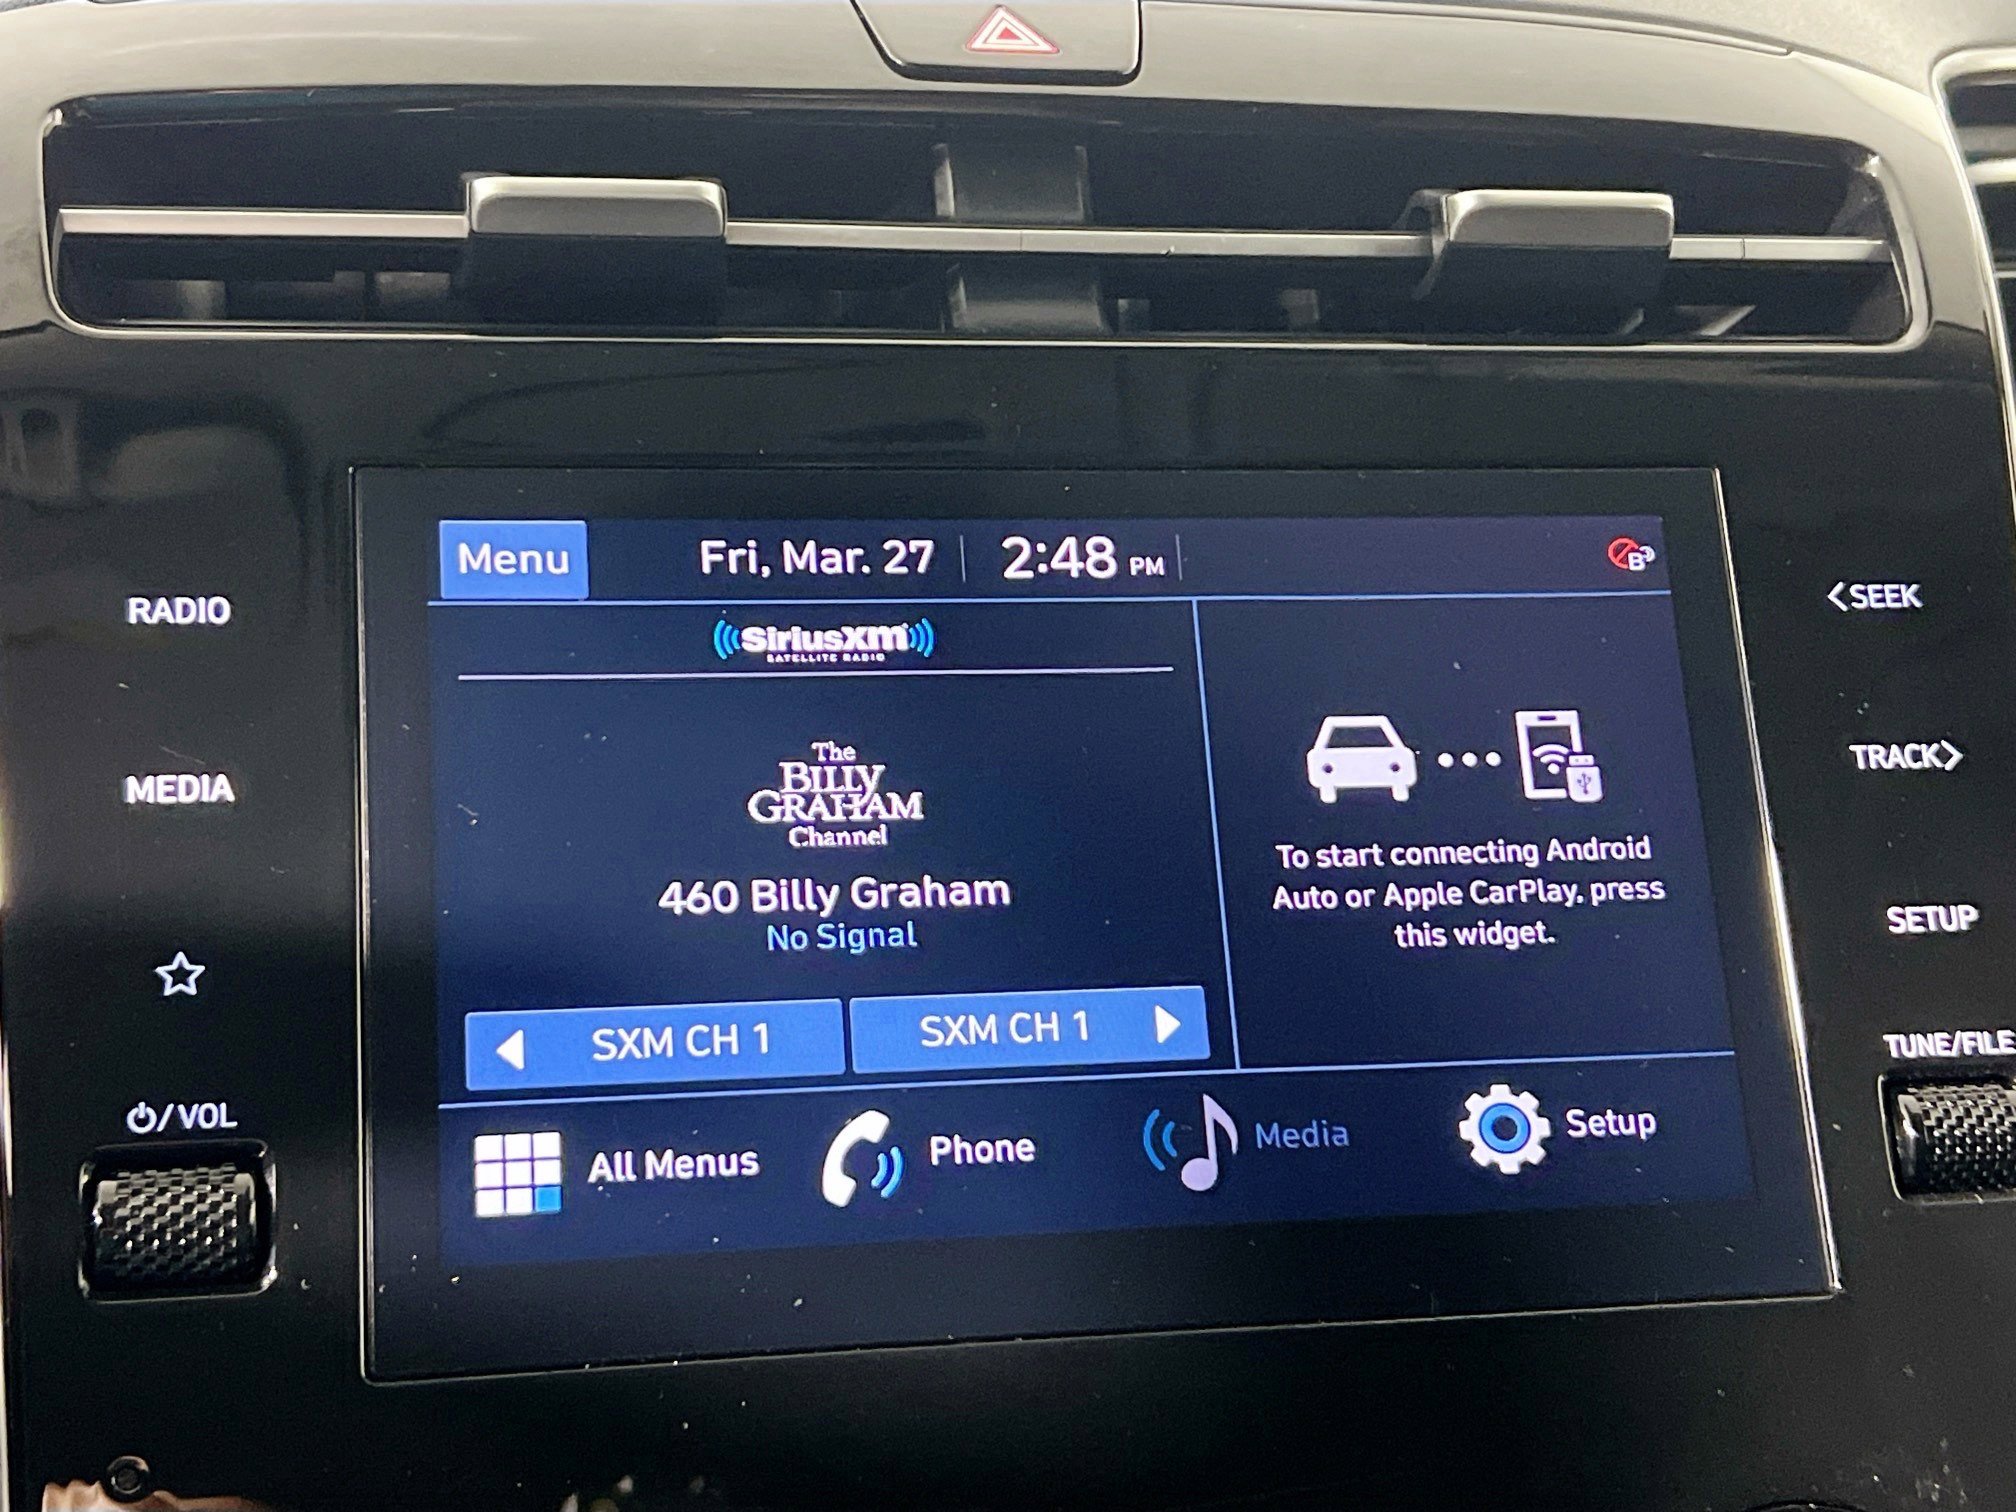 Menu
Fri, Mar. 27
2:48 PM
B
SiriusXM
SATELLITE RADIO
The
BILLY
GRAHAM
Channel
460 Billy Graham
No Signal
SXM CH 1
SXM CH 1
To start connecting Android
Auto or Apple CarPlay, press
this widget.
All Menus
Phone
Media
Setup
RADIO
MEDIA
/VOL
<SEEK
TRACK>
SETUP
TUNE/FILE